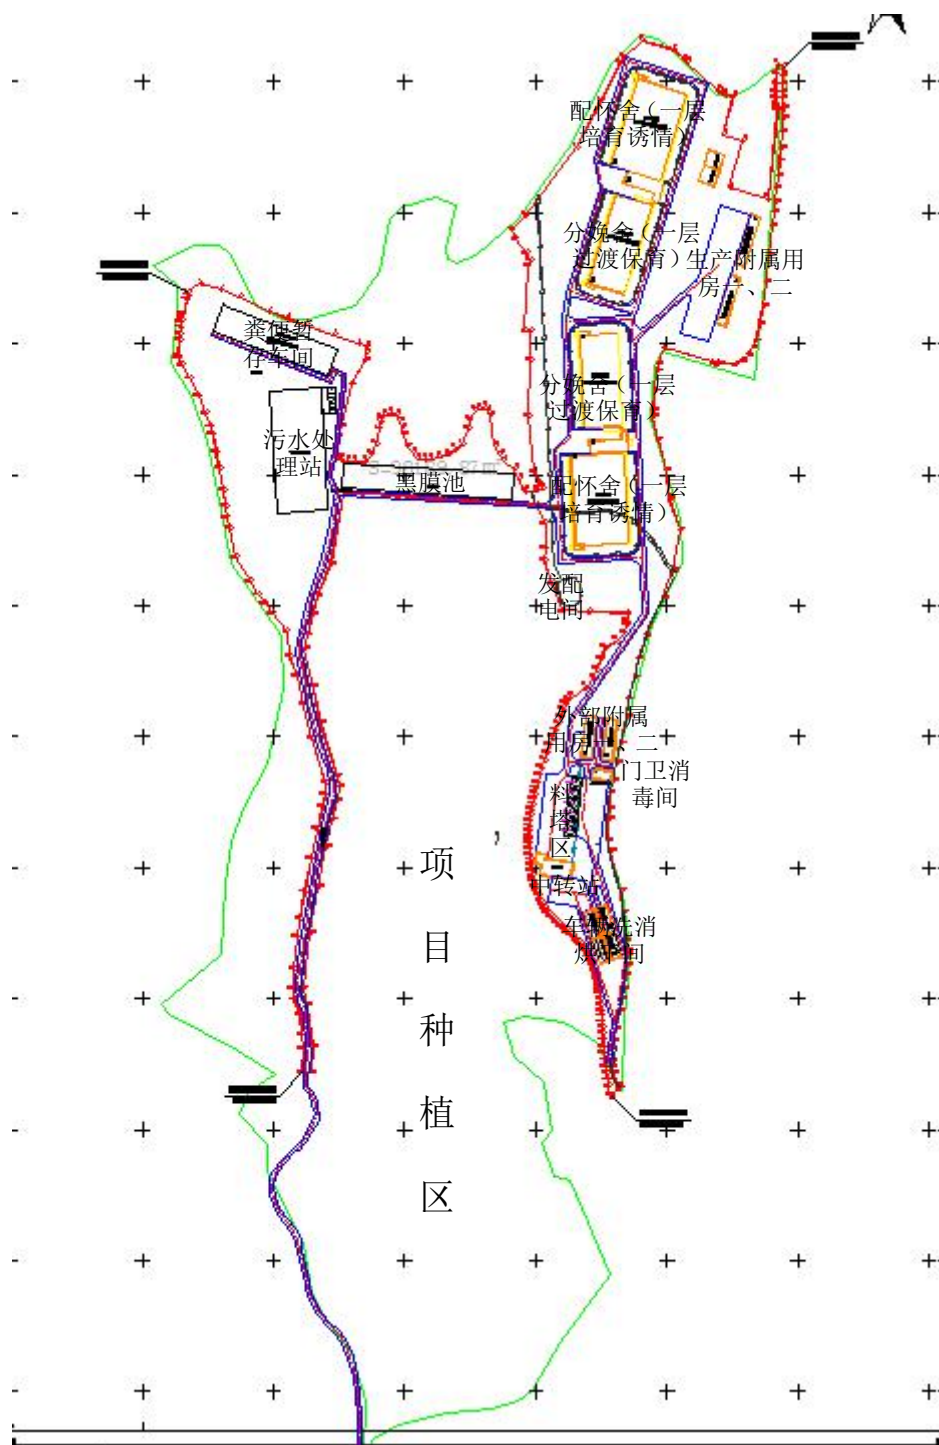 配怀舍（一层
培育诱情）
分娩舍（一层
过渡保育）
生产附属用
房一、二
粪便暂
存车间
分娩舍（一层
过渡保育）
污水处
理站
黑膜池
配怀舍（一层
培育诱情）
发配
电间
外部附属
用房一、二
门卫消
毒间
料
塔
区
中转站
车辆洗消
烘干间
项
目
种
植
区